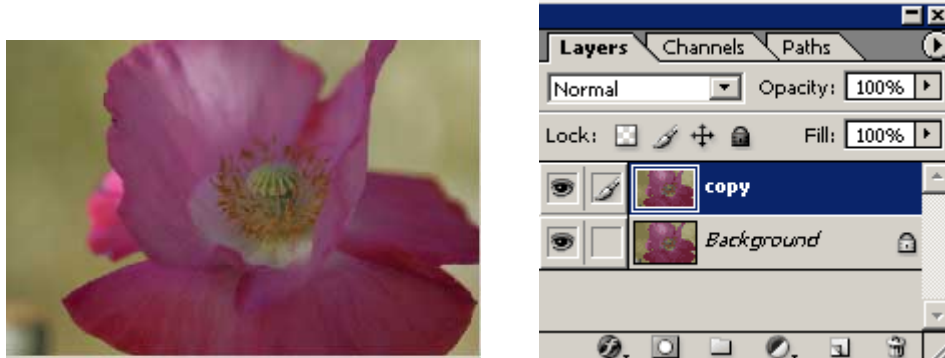 Layers Channels Paths
Normal Opacity: 100%
Lock: Fill: 100%
copy
Background